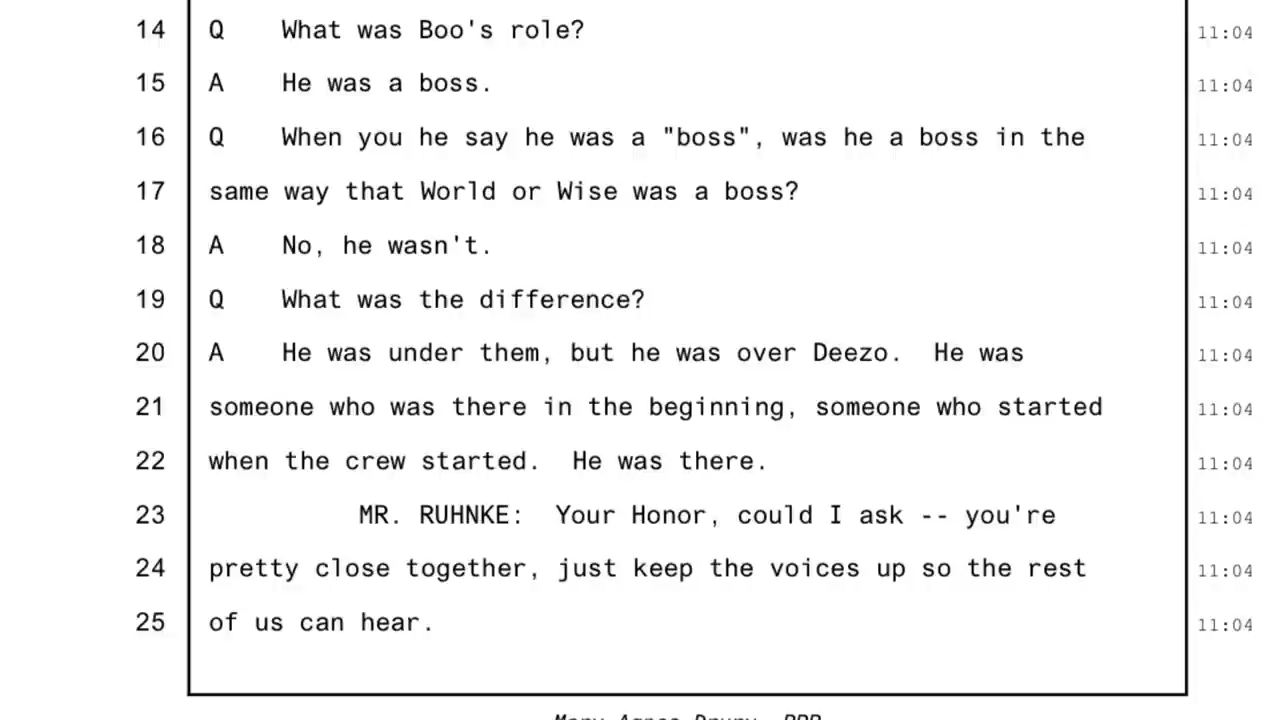 14 Q What was Boo's role? 11:04
15 A He was a boss. 11:04
16 Q When you he say he was a "boss", was he a boss in the 11:04
17 same way that World or Wise was a boss? 11:04
18 A No, he wasn't. 11:04
19 Q What was the difference? 11:04
20 A He was under them, but he was over Deezo. He was 11:04
21 someone who was there in the beginning, someone who started 11:04
22 when the crew started. He was there. 11:04
23 MR. RUHNKE: Your Honor, could I ask -- you're 11:04
24 pretty close together, just keep the voices up so the rest 11:04
25 of us can hear. 11:04